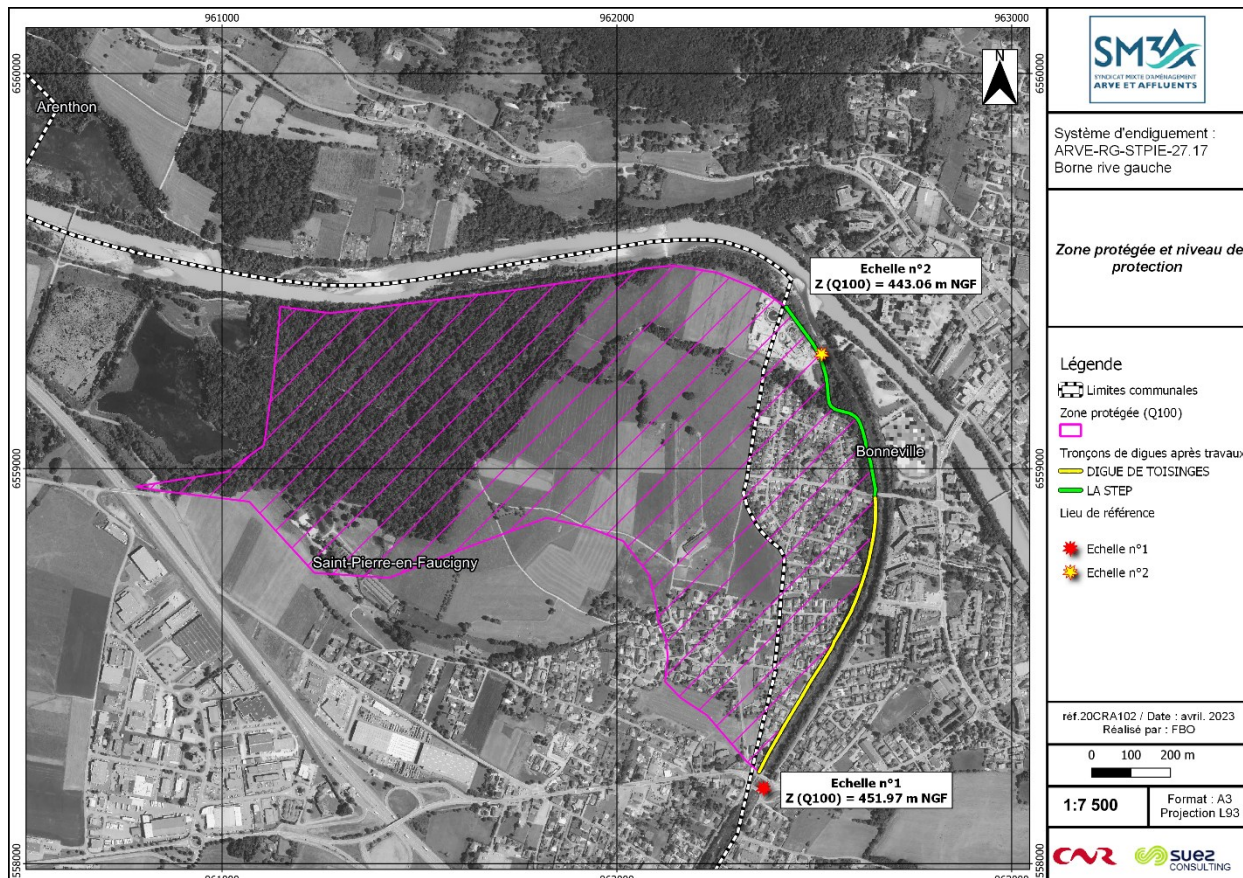 961000
962000
963000
6560000
6560000
Arenthon
N
Echelle n°2
Z (Q100) = 443.06 m NGF
6559000
6559000
Bonneville
Saint-Pierre-en-Faucigny
Echelle n°1
Z (Q100) = 451.97 m NGF
558000
558000
961000
962000
963000
SM3A
SYNDICAT MIXTE D'AMÉNAGEMENT
ARVE ET AFFLUENTS
Système d'endiguement :
ARVE-RG-STPIE-27.17
Borne rive gauche
Zone protégée et niveau de
protection
Légende
Limites communales
Zone protégée (Q100)
Tronçons de digues après travaux
DIGUE DE TOISINGES
LA STEP
Lieu de référence
Echelle n°1
Echelle n°2
réf.20CRA102 / Date : avril. 2023
Réalisé par : FBO
0 100 200 m
1:7 500
Format : A3
Projection L93
CNR
suez
CONSULTING